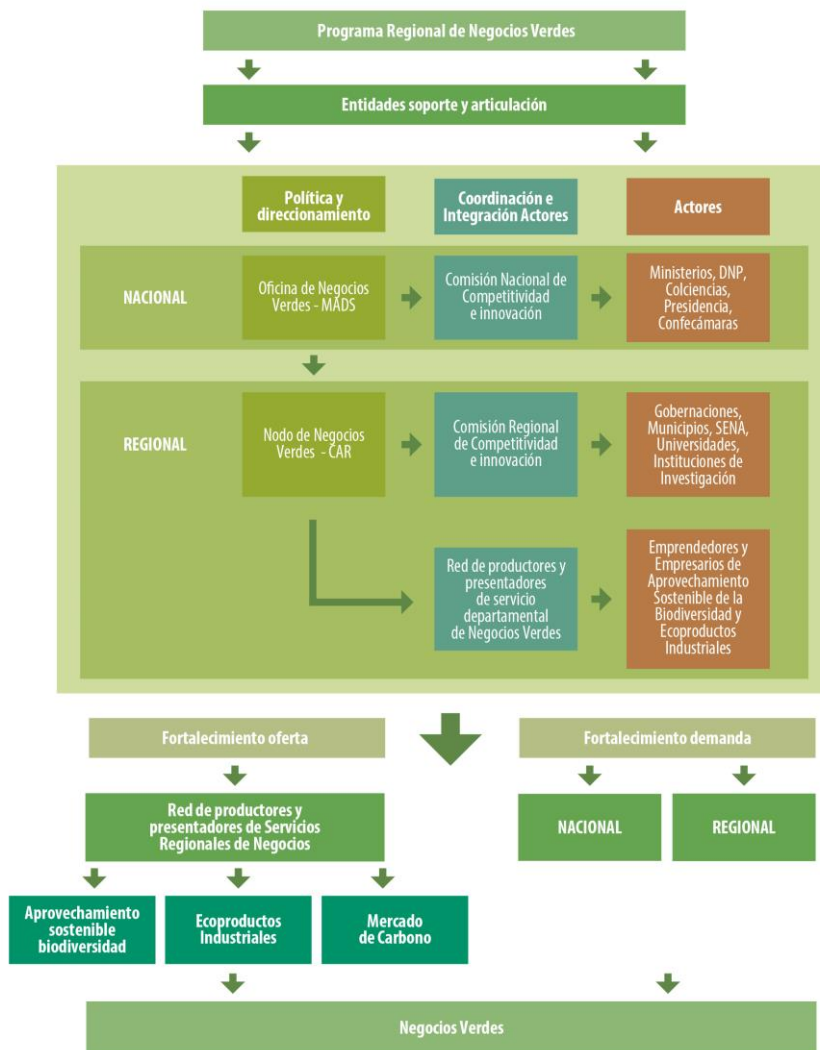 Programa Regional de Negocios Verdes
Entidades soporte y articulación
Política y
direccionamiento
Coordinación e
Integración Actores
Actores
NACIONAL
Oficina de Negocios
Verdes - MADS
Comisión Nacional de
Competitividad
e innovación
Ministerios, DNP,
Colciencias,
Presidencia,
Confecámaras
REGIONAL
Nodo de Negocios
Verdes - CAR
Comisión Regional
de Competitividad
e innovación
Gobernaciones,
Municipios, SENA,
Universidades,
Instituciones de
Investigación
Red de productores y
presentadores
de servicio
departamental
de Negocios Verdes
Emprendedores y
Empresarios de
Aprovechamiento
Sostenible de la
Biodiversidad y
Ecoproductos
Industriales
Fortalecimiento oferta
Fortalecimiento demanda
Red de productores y
presentadores de Servicios
Regionales de Negocios
NACIONAL
REGIONAL
Aprovechamiento
sostenible
biodiversidad
Ecoproductos
Industriales
Mercado
de Carbono
Negocios Verdes